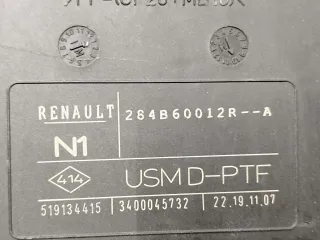 RENAULT 284B60012R--A
N1
414 USM D-PTF
519134415 3400045732 22.19.11.07